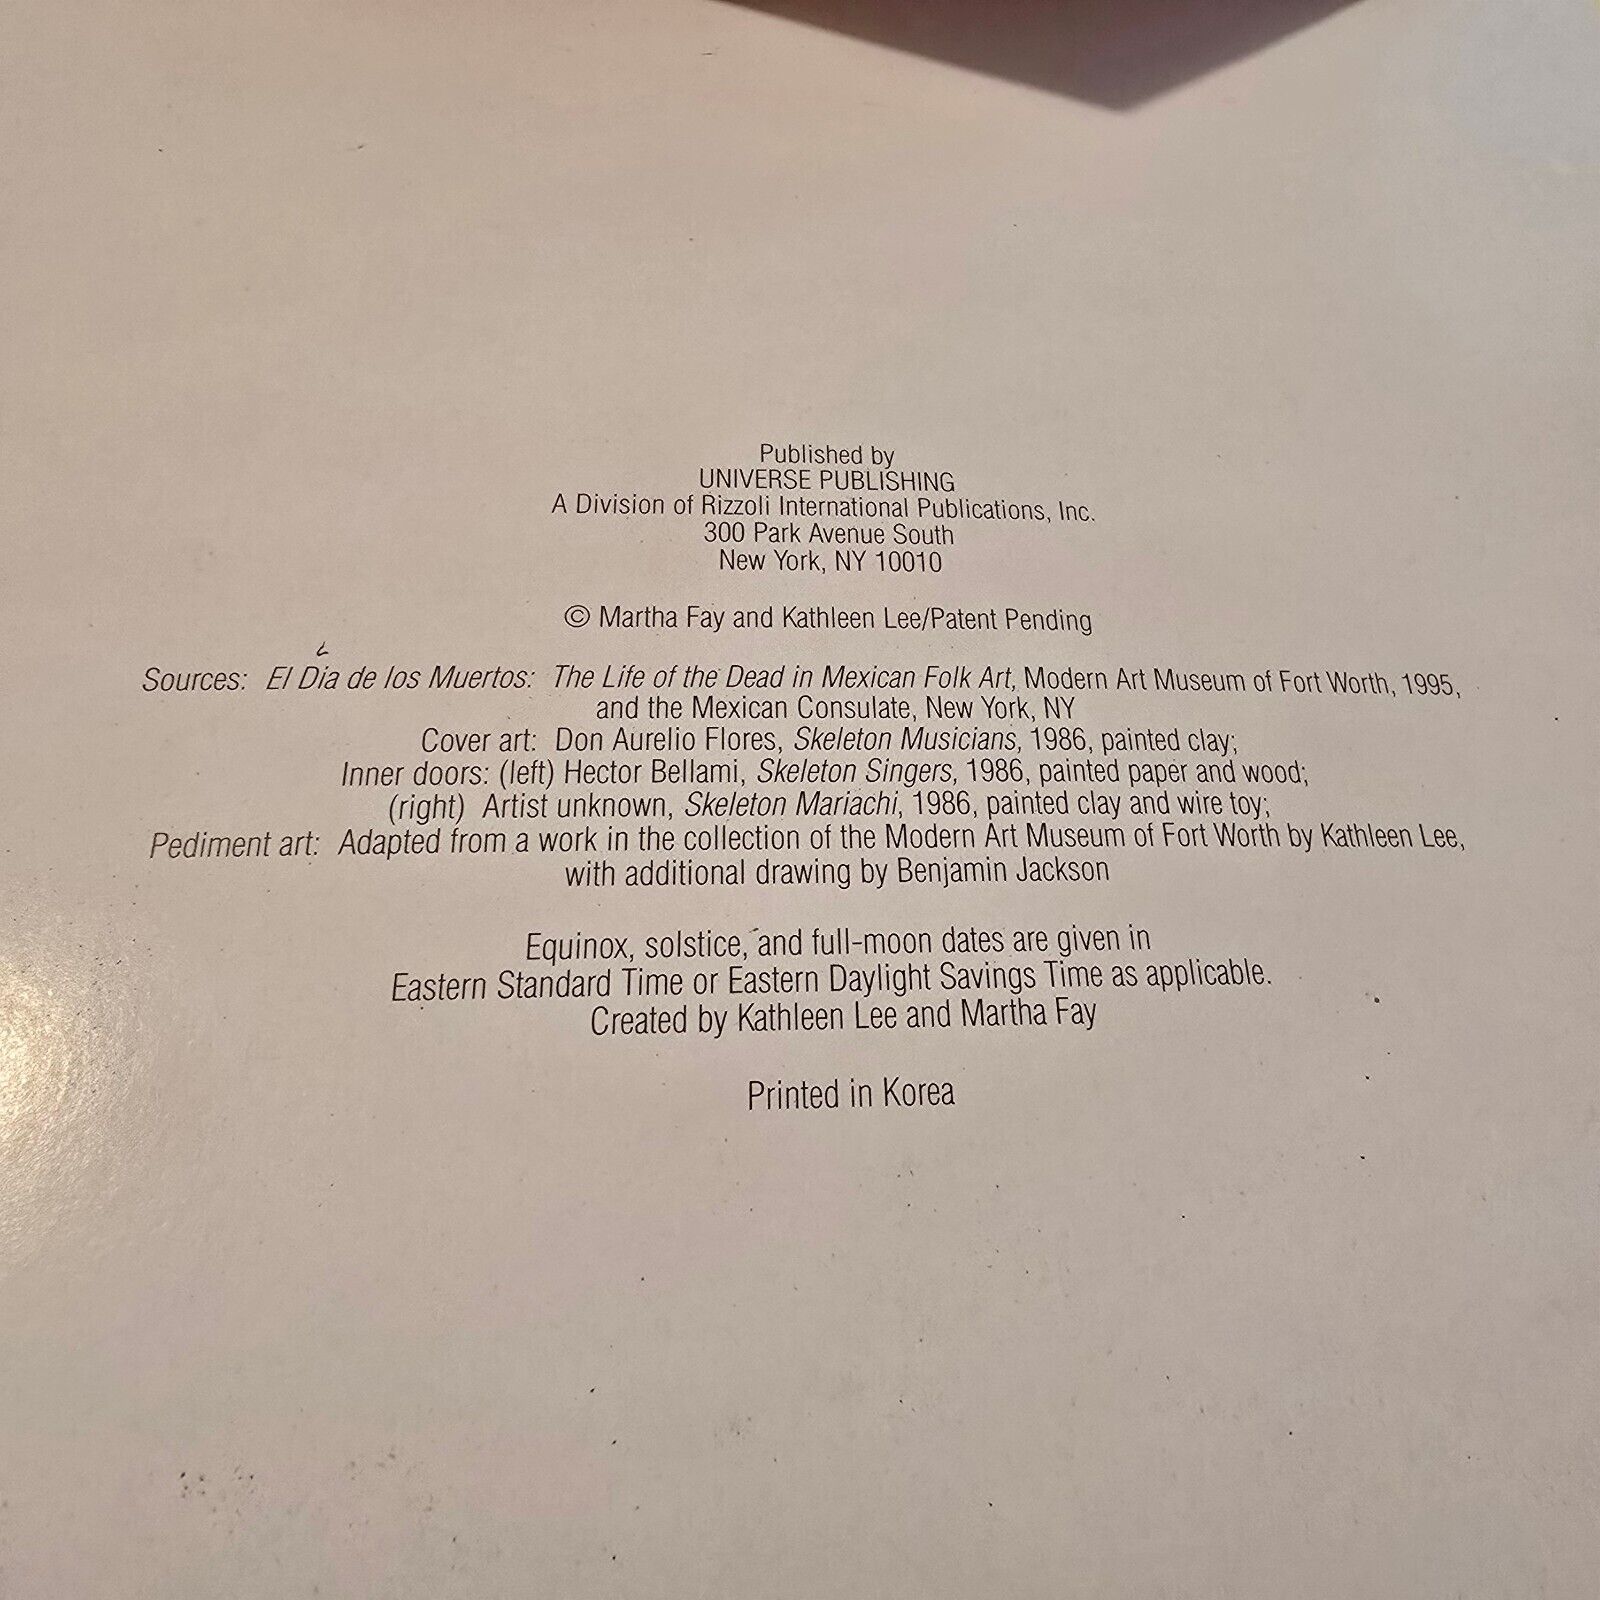 Published by
UNIVERSE PUBLISHING
A Division of Rizzoli International Publications, Inc.
300 Park Avenue South
New York, NY 10010
© Martha Fay and Kathleen Lee/Patent Pending
Sources: El Día de los Muertos: The Life of the Dead in Mexican Folk Art, Modern Art Museum of Fort Worth, 1995,
and the Mexican Consulate, New York, NY
Cover art: Don Aurelio Flores, Skeleton Musicians, 1986, painted clay;
Inner doors: (left) Hector Bellami, Skeleton Singers, 1986, painted paper and wood;
(right) Artist unknown, Skeleton Mariachi, 1986, painted clay and wire toy;
Pediment art: Adapted from a work in the collection of the Modern Art Museum of Fort Worth by Kathleen Lee,
with additional drawing by Benjamin Jackson
Equinox, solstice, and full-moon dates are given in
Eastern Standard Time or Eastern Daylight Savings Time as applicable.
Created by Kathleen Lee and Martha Fay
Printed in Korea